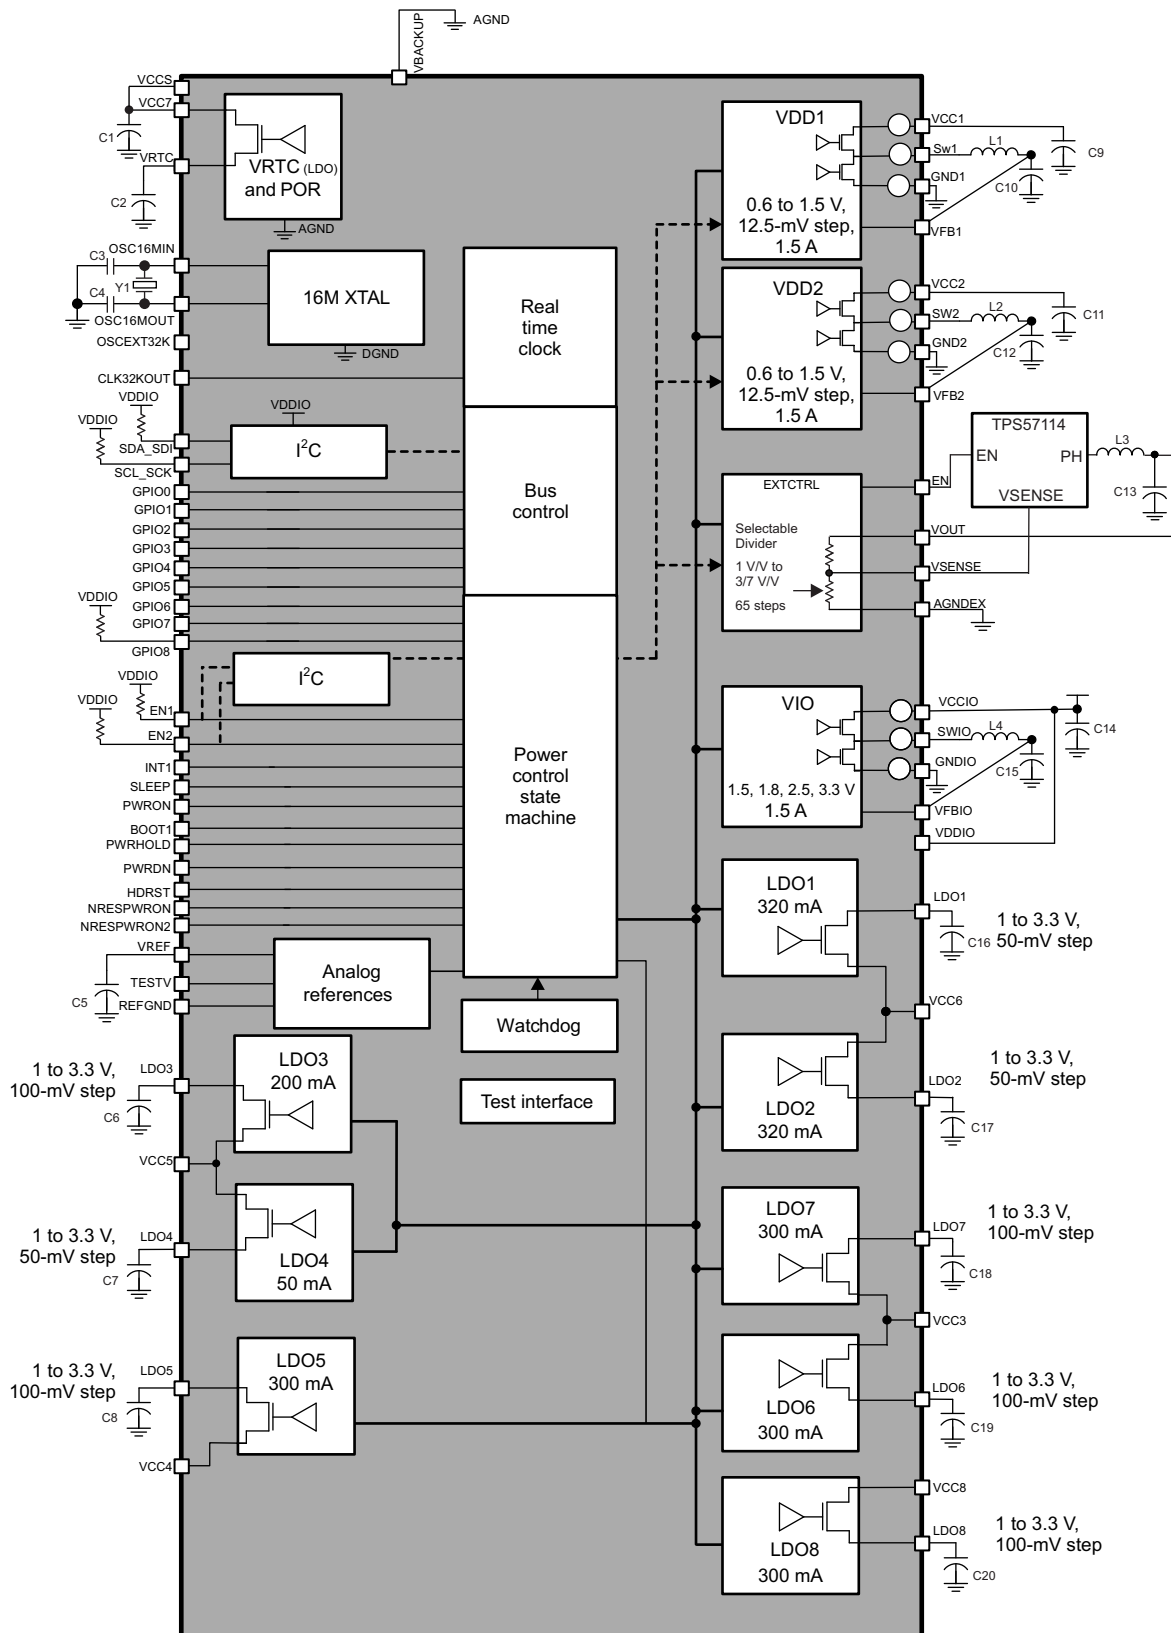 VBACKUP
AGND
VCCS
VCC7
C1
VRTC
C2
VRTC (LDO)
and POR
AGND
OSC16MIN
C3
Y1
C4
OSC16MOUT
16M XTAL
DGND
OSCEXT32K
CLK32KOUT
VDDIO
VDDIO
VDDIO
SDA_SDI
SCL_SCK
I²C
GPIO0
GPIO1
GPIO2
GPIO3
GPIO4
GPIO5
GPIO6
VDDIO
GPIO7
GPIO8
I²C
VDDIO
VDDIO
EN1
EN2
INT1
SLEEP
PWRON
BOOT1
PWRHOLD
PWRDN
HDRST
NRESPWRON
NRESPWRON2
VREF
TESTV
C5
REFGND
Analog
references
Real
time
clock
Bus
control
Power
control
state
machine
Watchdog
Test interface
1 to 3.3 V,
100-mV step
LDO3
C6
LDO3
200 mA
VCC5
1 to 3.3 V,
50-mV step
LDO4
C7
LDO4
50 mA
1 to 3.3 V,
100-mV step
LDO5
C8
LDO5
300 mA
VCC4
VDD1
0.6 to 1.5 V,
12.5-mV step,
1.5 A
VCC1
Sw1
L1
C9
C10
GND1
VFB1
VDD2
0.6 to 1.5 V,
12.5-mV step,
1.5 A
VCC2
SW2
L2
C11
C12
GND2
VFB2
EXTCTRL
Selectable
Divider
1 V/V to
3/7 V/V
65 steps
EN
VOUT
VSENSE
AGNDEX
TPS57114
EN
PH
VSENSE
L3
C13
VIO
1.5, 1.8, 2.5, 3.3 V
1.5 A
VCCIO
SWIO
L4
C14
C15
GNDIO
VFBIO
VDDIO
LDO1
320 mA
LDO1
C16
1 to 3.3 V,
50-mV step
VCC6
LDO2
320 mA
LDO2
C17
1 to 3.3 V,
50-mV step
LDO7
300 mA
LDO7
C18
1 to 3.3 V,
100-mV step
VCC3
LDO6
300 mA
LDO6
C19
1 to 3.3 V,
100-mV step
VCC8
LDO8
300 mA
LDO8
C20
1 to 3.3 V,
100-mV step